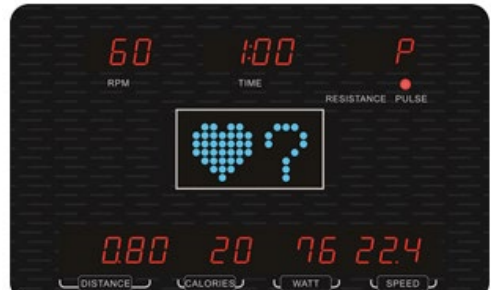 60 1:00 P
RPM TIME
RESISTANCE PULSE
?
0.80 20 76 22.4
DISTANCE CALORIES WATT SPEED